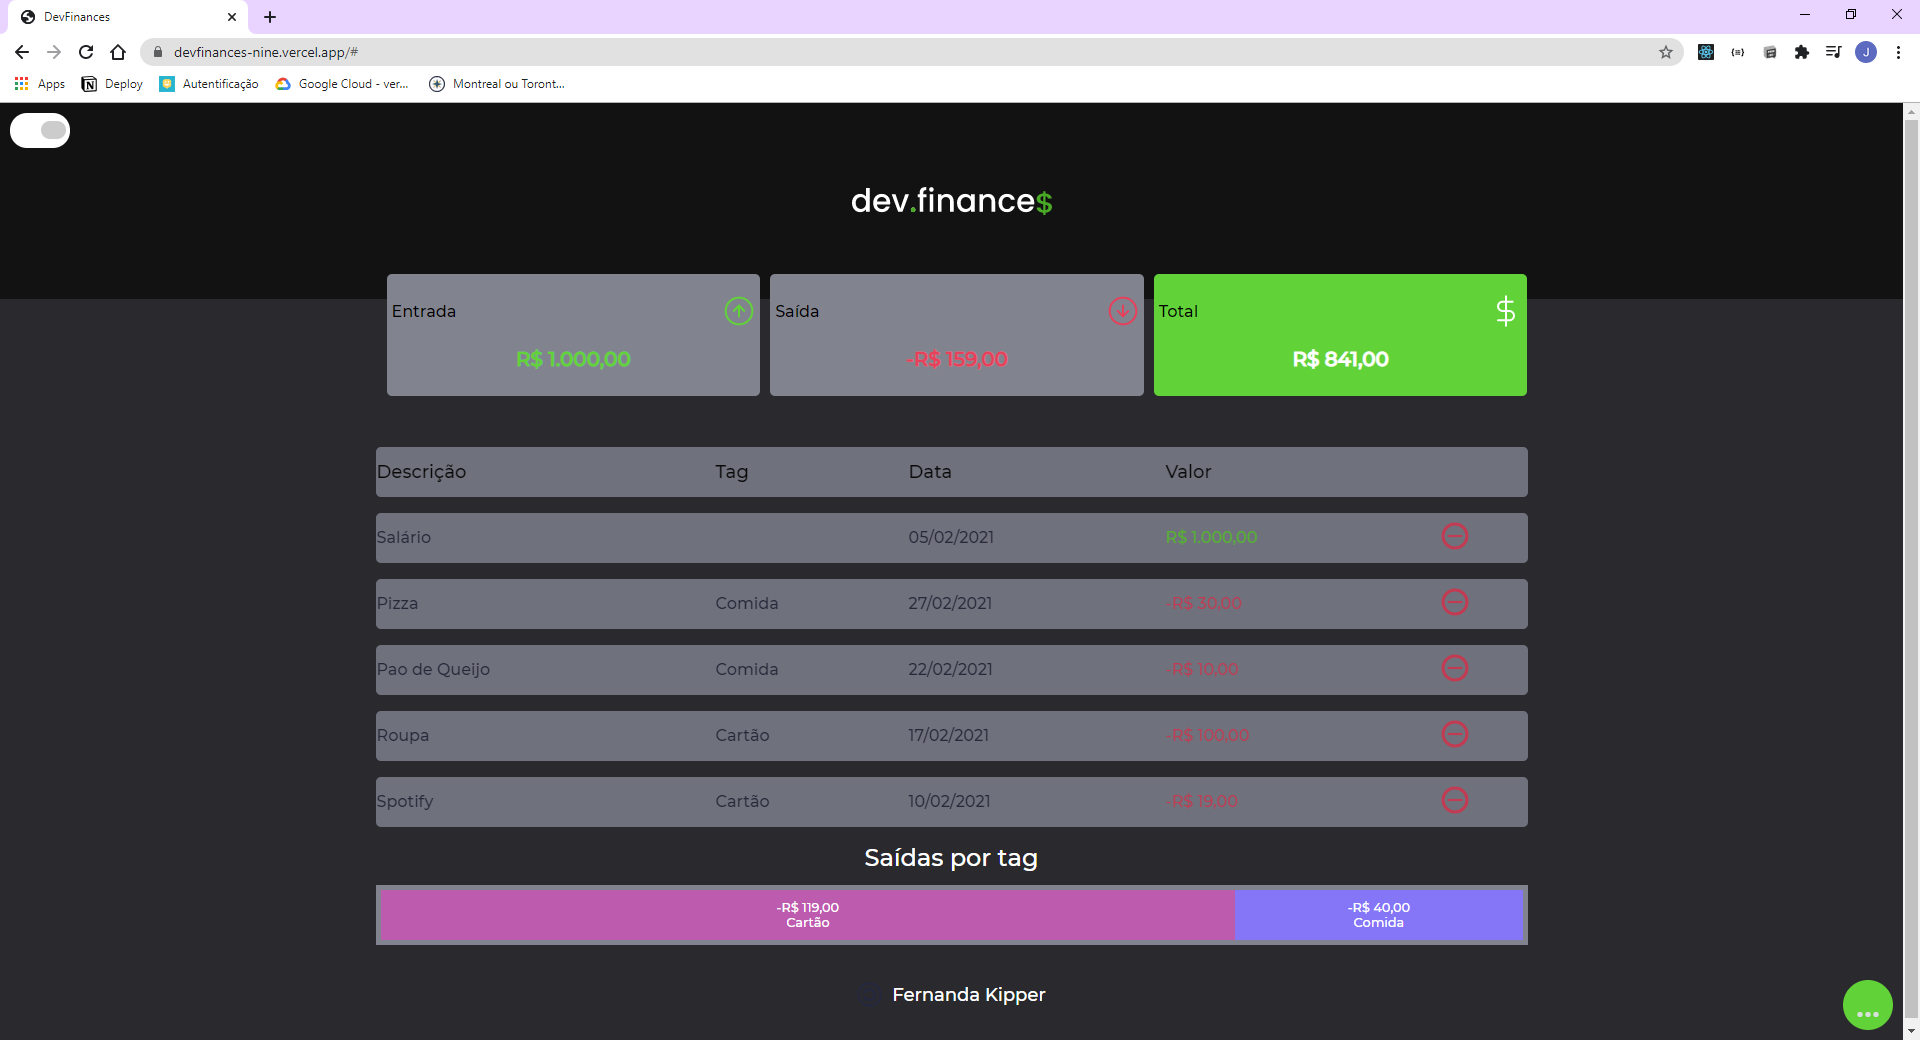 DevFinances
devfinances-nine.vercel.app/#
J
Apps Deploy Autentificação Google Cloud - ver... Montreal ou Toront...
dev.finance$
Entrada Saída Total $
R$ 1.000,00 -R$ 159,00 R$ 841,00
Descrição Tag Data Valor
Salário 05/02/2021 R$ 1.000,00
Pizza Comida 27/02/2021 -R$ 30,00
Pao de Queijo Comida 22/02/2021 -R$ 10,00
Roupa Cartão 17/02/2021 -R$ 100,00
Spotify Cartão 10/02/2021 -R$ 19,00
Saídas por tag
-R$ 119,00 -R$ 40,00
Cartão Comida
Fernanda Kipper
...